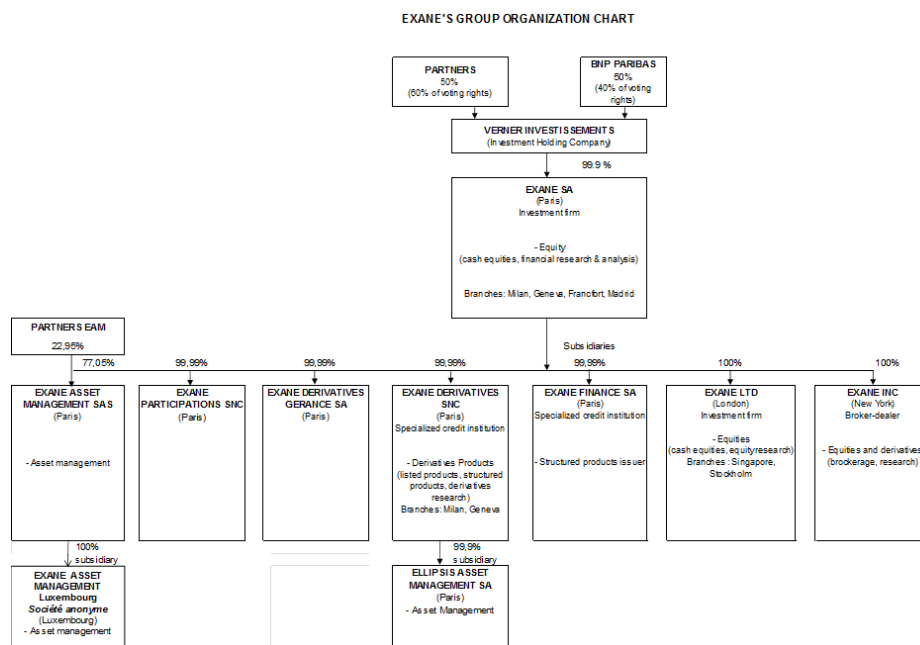 EXANE'S GROUP ORGANIZATION CHART
PARTNERS
50%
(60% of voting rights)
BNP PARIBAS
50%
(40% of voting
rights)
VERNER INVESTISSEMENTS
(Investment Holding Company)
99.9 %
EXANE SA
(Paris)
Investment firm
- Equity
(cash equities, financial research & analysis)
Branches: Milan, Geneva, Francfort, Madrid
PARTNERS EAM
22,95%
Subsidiaries
77,05%
99,99%
99,99%
99,99%
99,99%
100%
100%
EXANE ASSET
MANAGEMENT SAS
(Paris)
- Asset management
EXANE
PARTICIPATIONS SNC
(Paris)
EXANE DERIVATIVES
GERANCE SA
(Paris)
EXANE DERIVATIVES
SNC
(Paris)
Specialized credit institution
- Derivatives Products
(listed products, structured
products, derivatives
research)
Branches: Milan, Geneva
EXANE FINANCE SA
(Paris)
Specialized credit institution
- Structured products issuer
EXANE LTD
(London)
Investment firm
- Equities
(cash equities, equityresearch)
Branches : Singapore,
Stockholm
EXANE INC
(New York)
Broker-dealer
- Equities and derivatives
(brokerage, research)
100%
subsidiary
99,9%
subsidiary
EXANE ASSET
MANAGEMENT
Luxembourg
Société anonyme
(Luxembourg)
- Asset management
ELLIPSIS ASSET
MANAGEMENT SA
(Paris)
- Asset Management